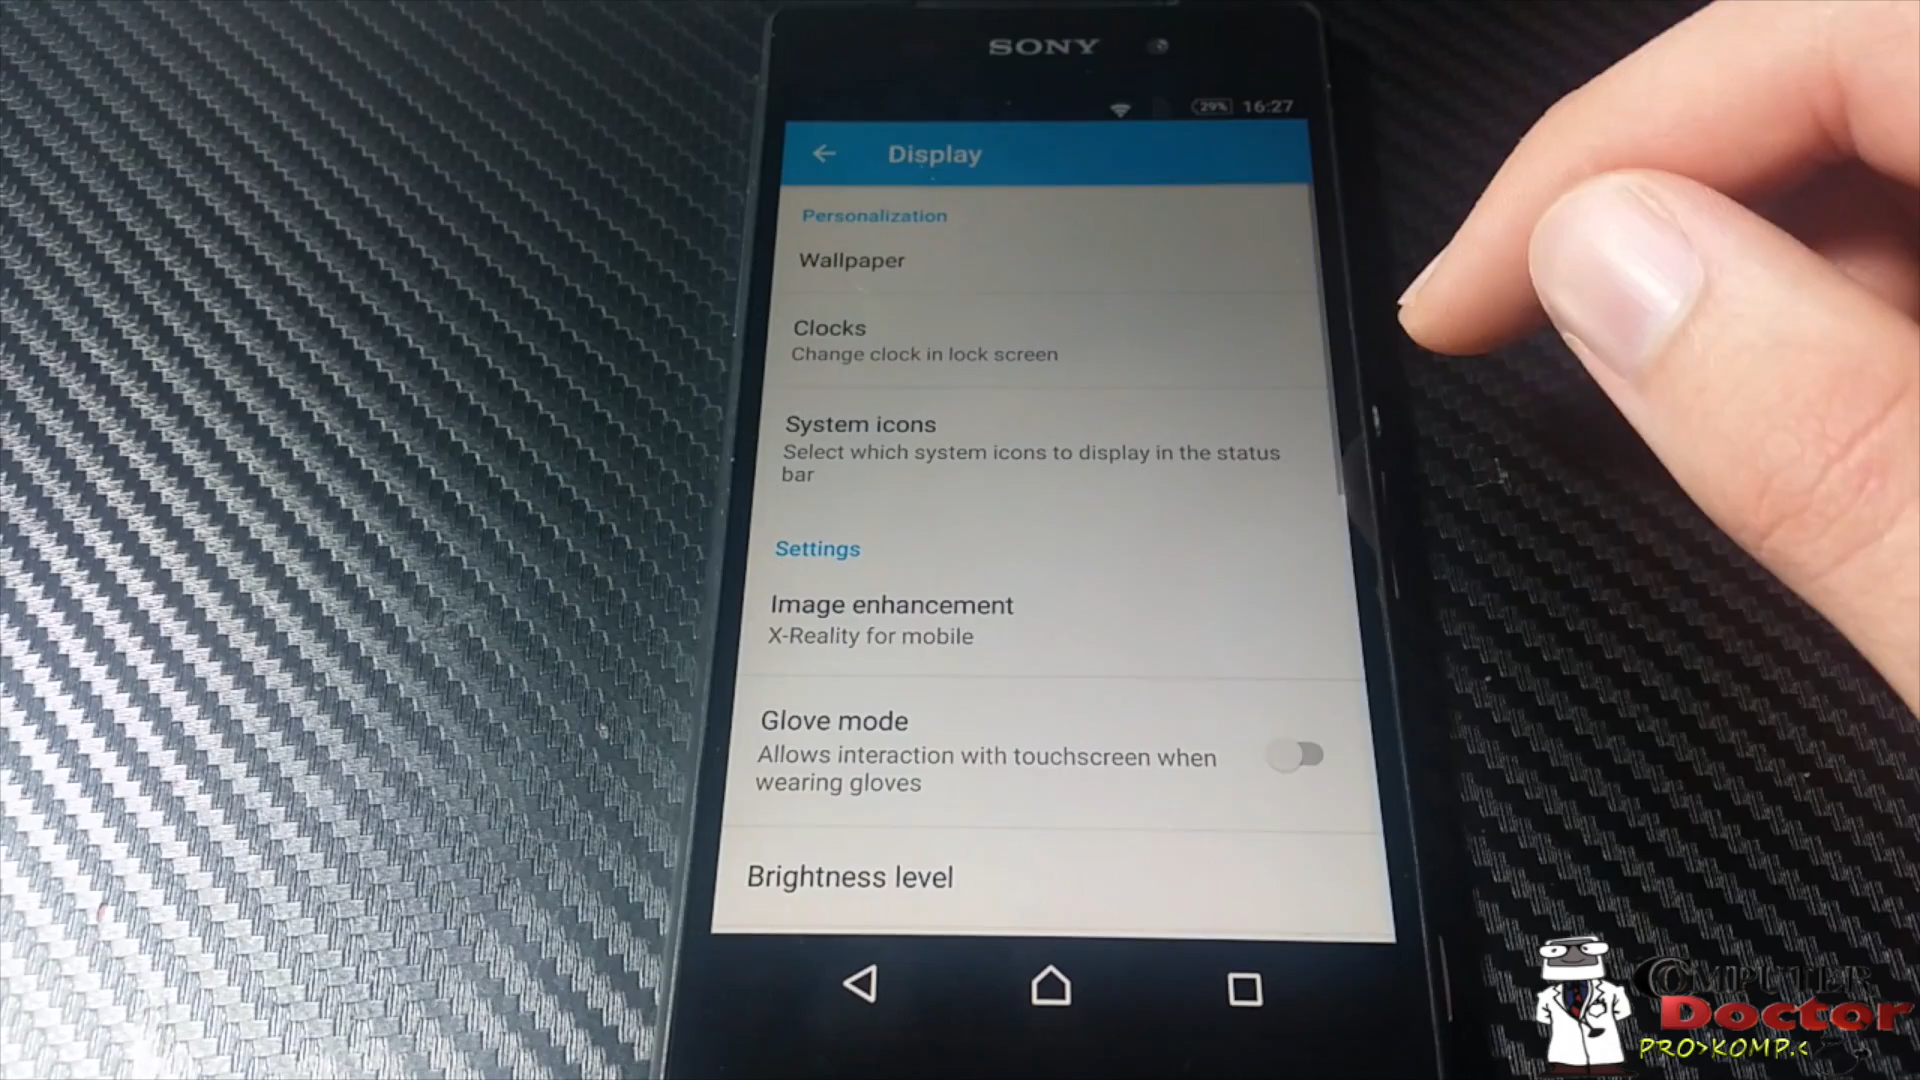 SONY
29% 16:27
Display
Personalization
Wallpaper
Clocks
Change clock in lock screen
System icons
Select which system icons to display in the status
bar
Settings
Image enhancement
X-Reality for mobile
Glove mode
Allows interaction with touchscreen when
wearing gloves
Brightness level
COMPUTER
Doctor
PRO>KOMP.<